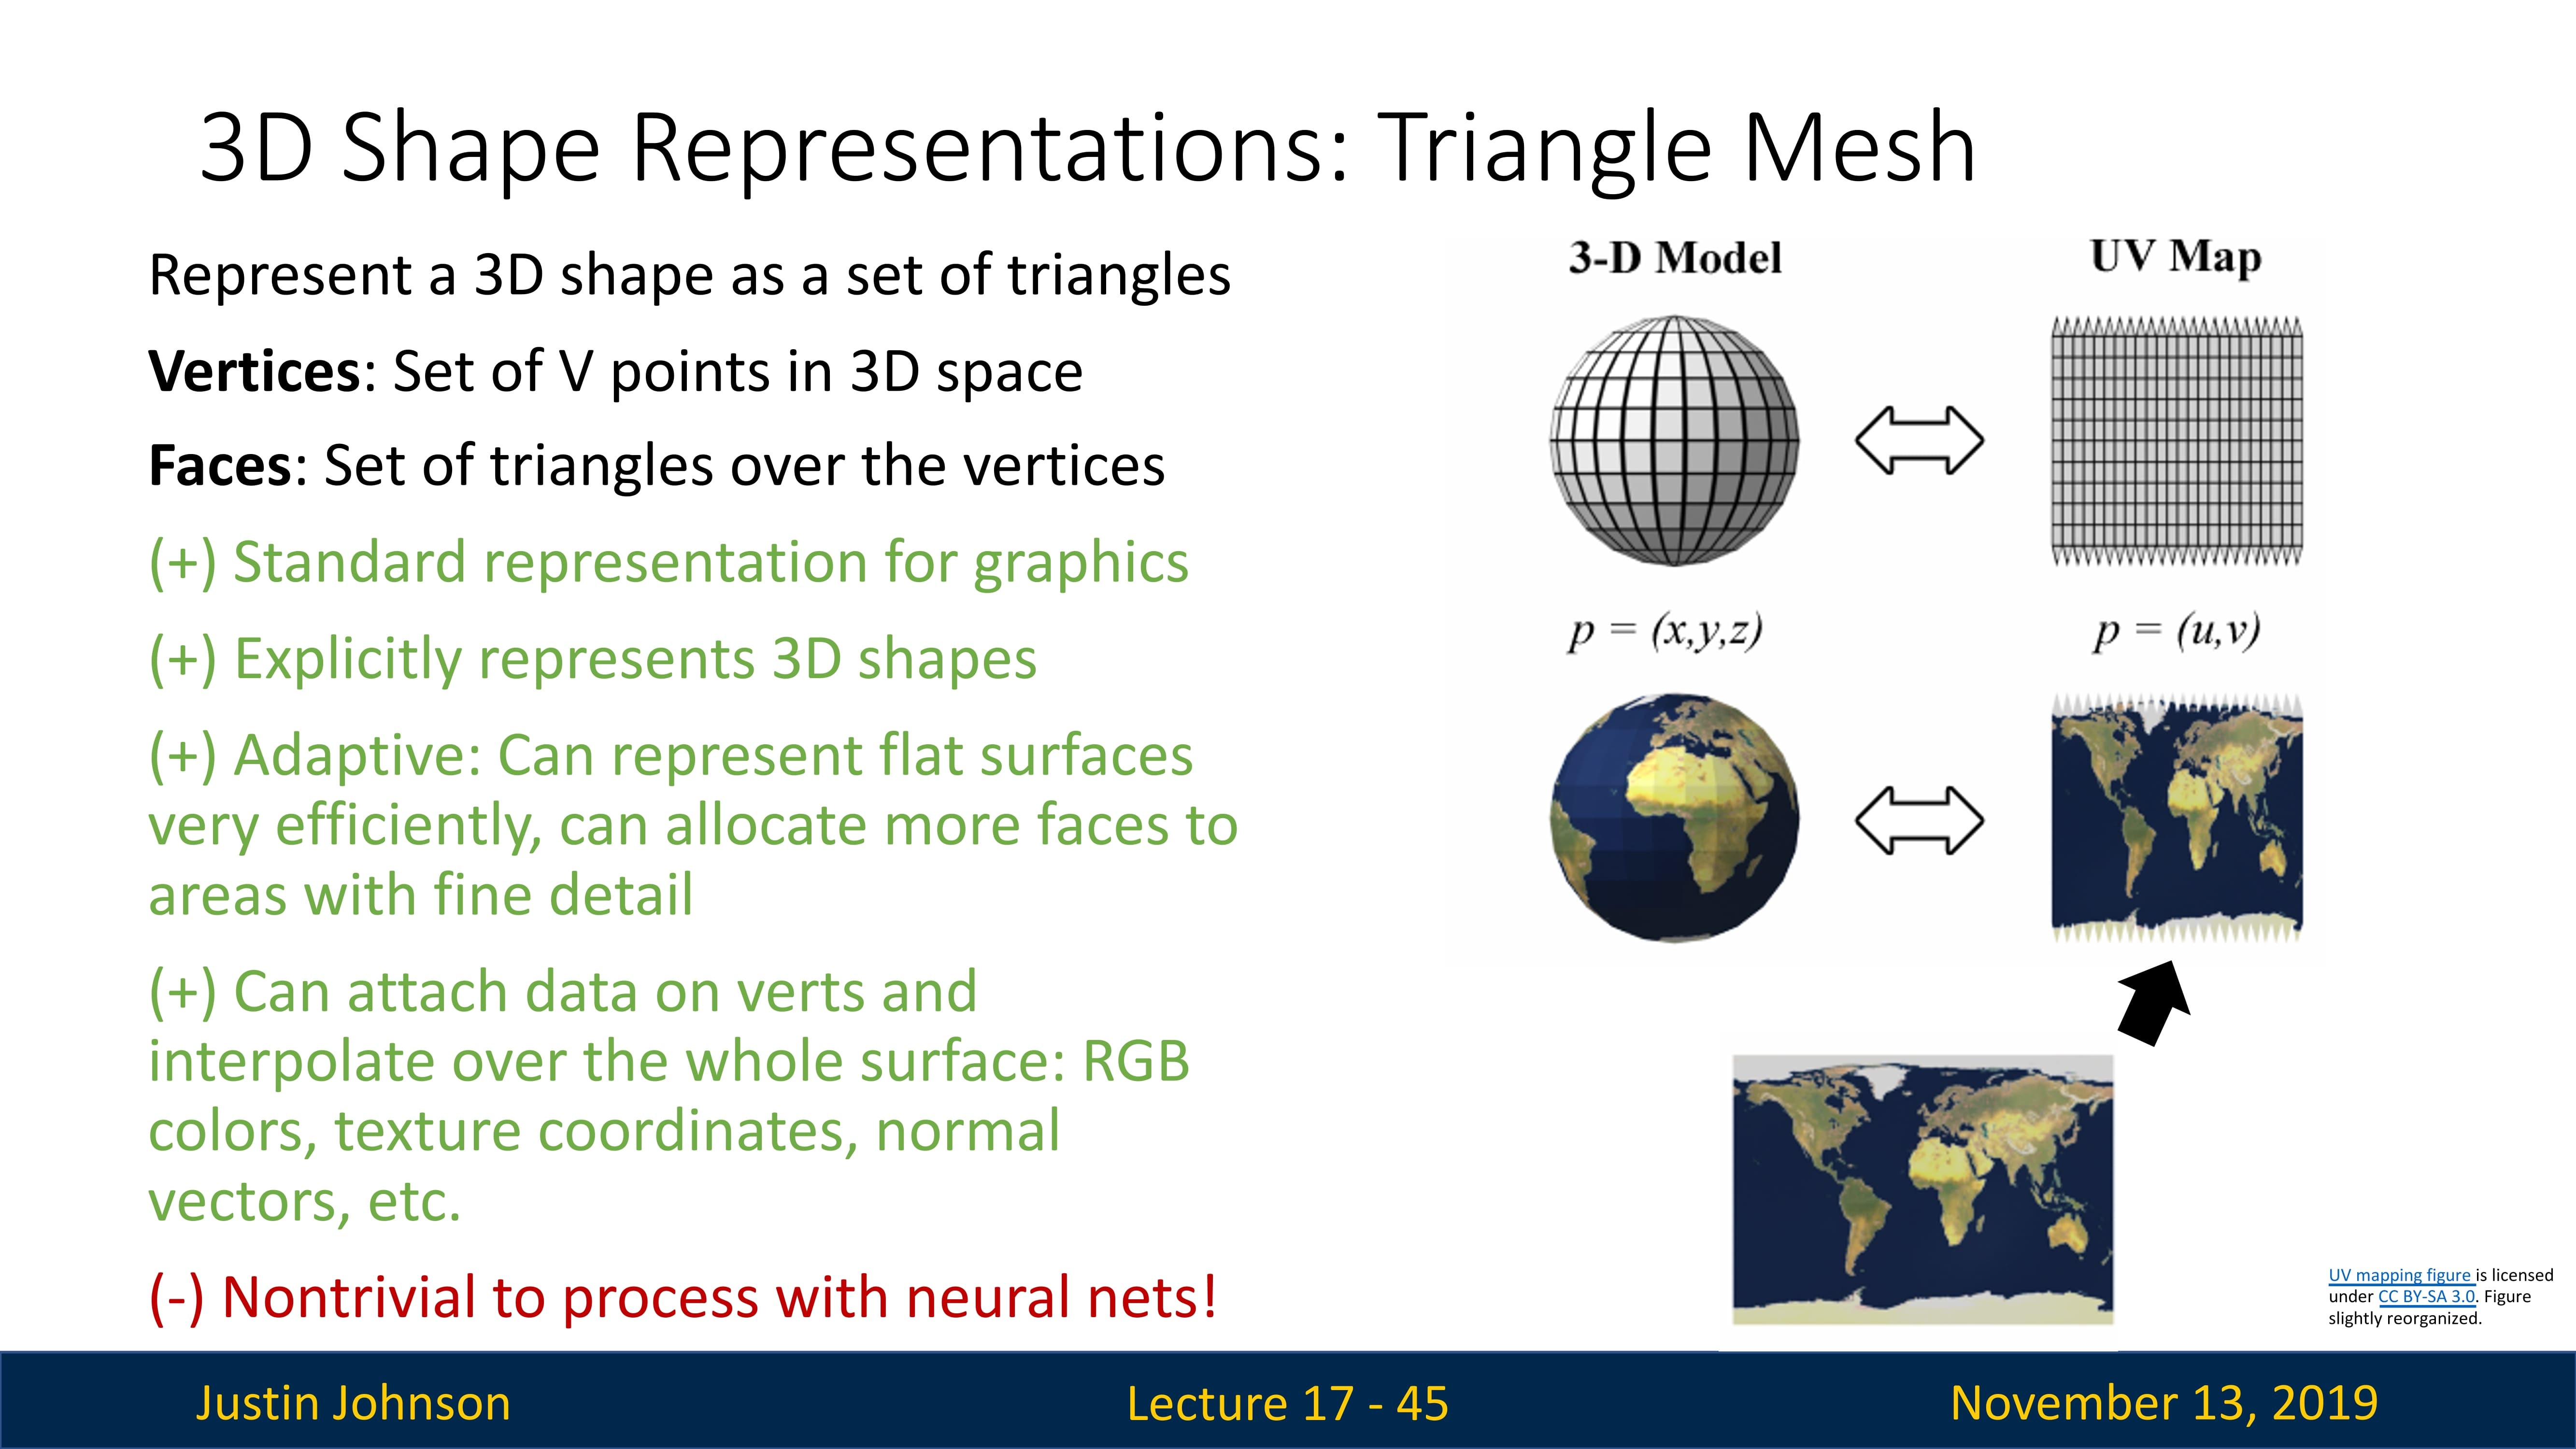 3D Shape Representations: Triangle Mesh
Represent a 3D shape as a set of triangles
Vertices: Set of V points in 3D space
Faces: Set of triangles over the vertices
(+) Standard representation for graphics
(+) Explicitly represents 3D shapes
(+) Adaptive: Can represent flat surfaces
very efficiently, can allocate more faces to
areas with fine detail
(+) Can attach data on verts and
interpolate over the whole surface: RGB
colors, texture coordinates, normal
vectors, etc.
(-) Nontrivial to process with neural nets!
3-D Model
UV Map
p = (x,y,z)
p = (u,v)
UV mapping figure is licensed
under CC BY-SA 3.0. Figure
slightly reorganized.
Justin Johnson
Lecture 17 - 45
November 13, 2019